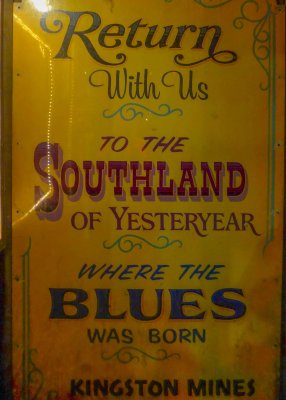 Return
With Us
TO THE
SOUTHLAND
OF YESTERYEAR
WHERE THE
BLUES
WAS BORN
KINGSTON MINES